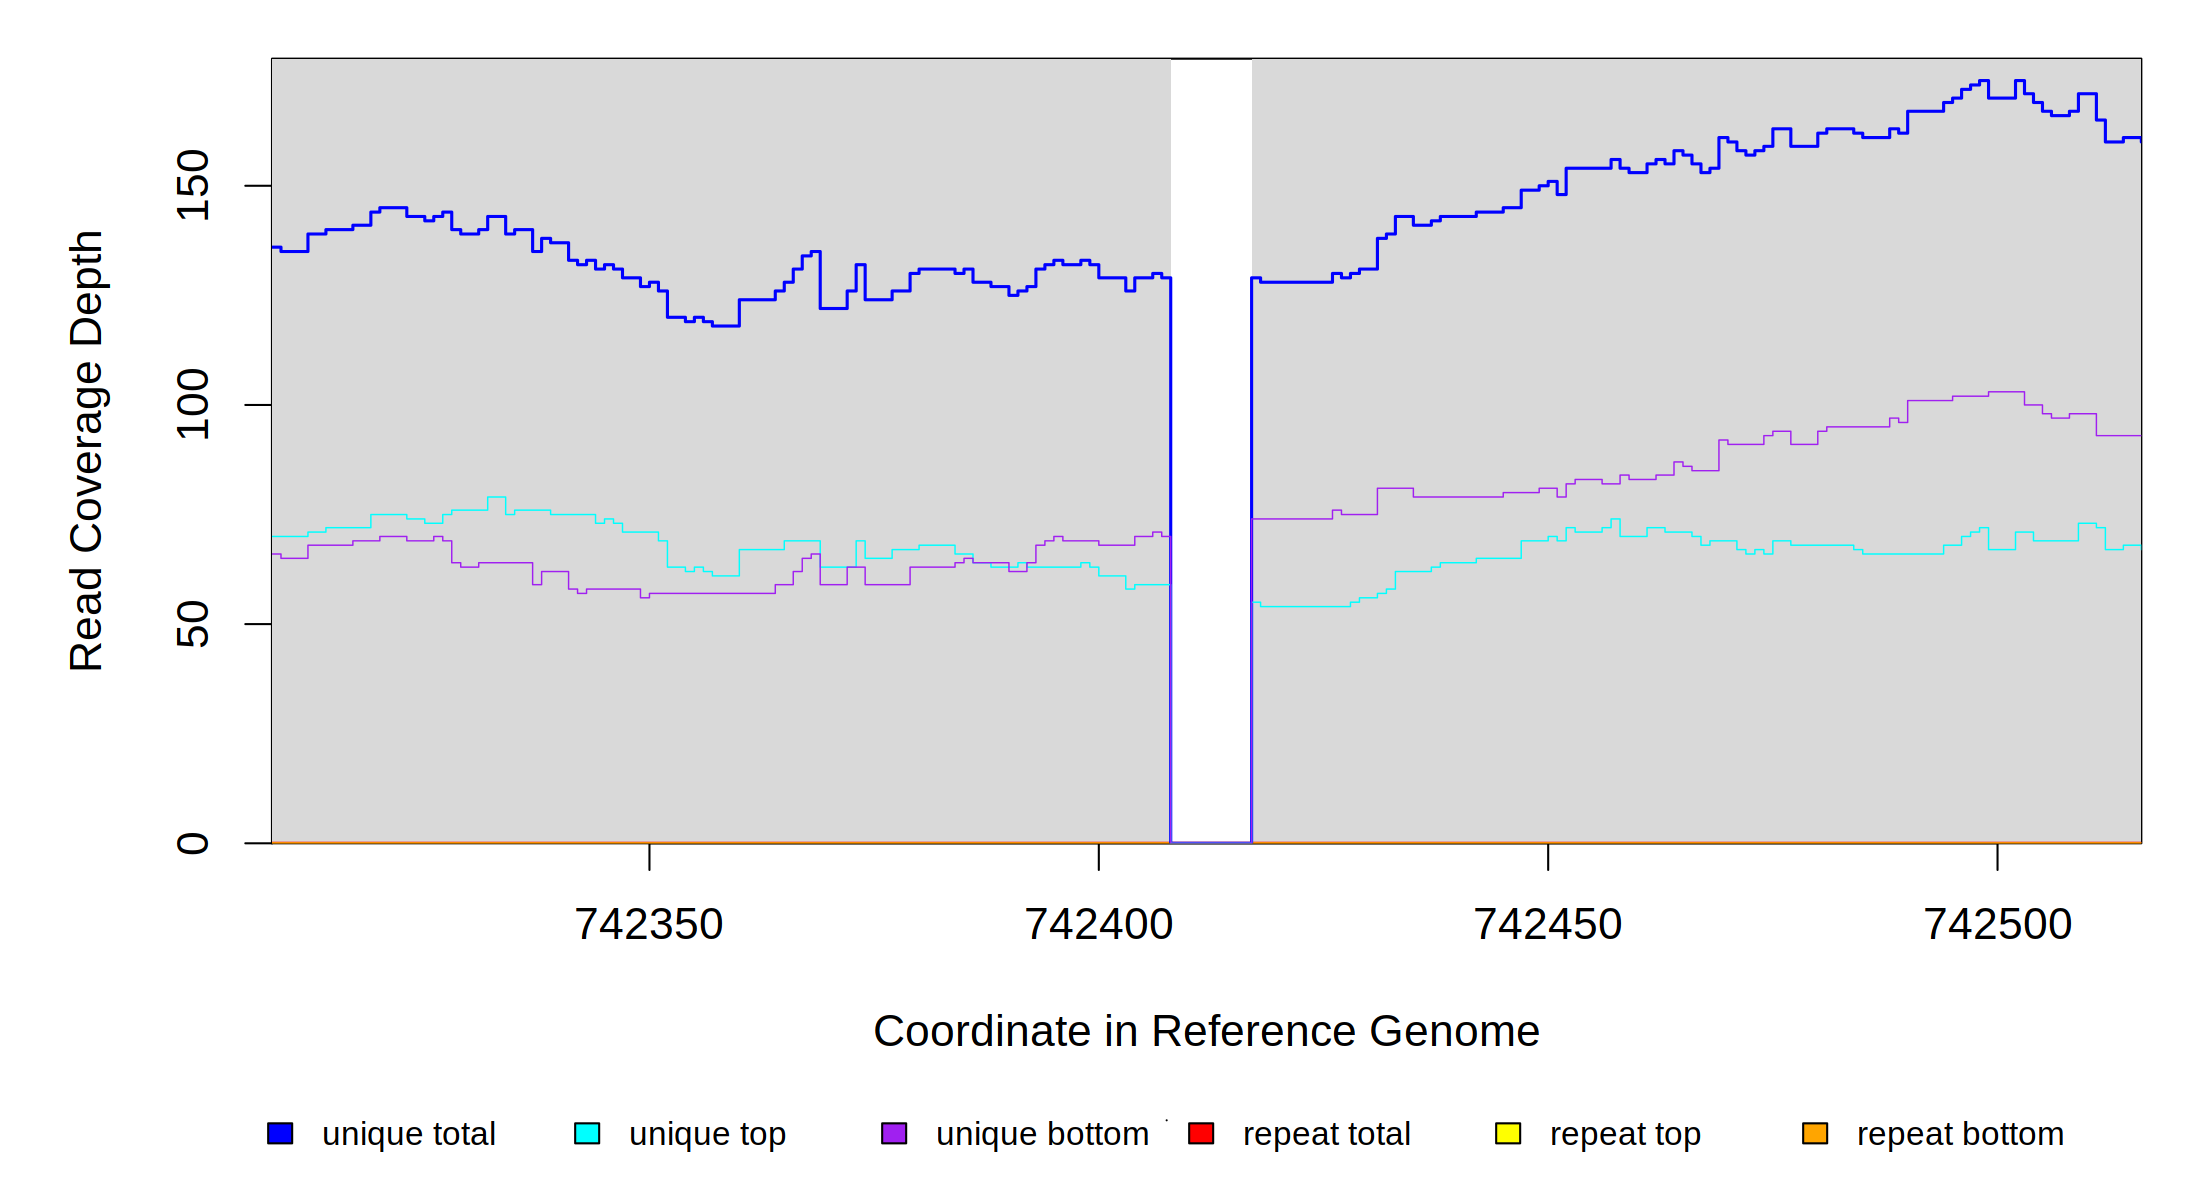 Read Coverage Depth
150
100
50
0
742350 742400 742450 742500
Coordinate in Reference Genome
unique total unique top unique bottom repeat total repeat top repeat bottom